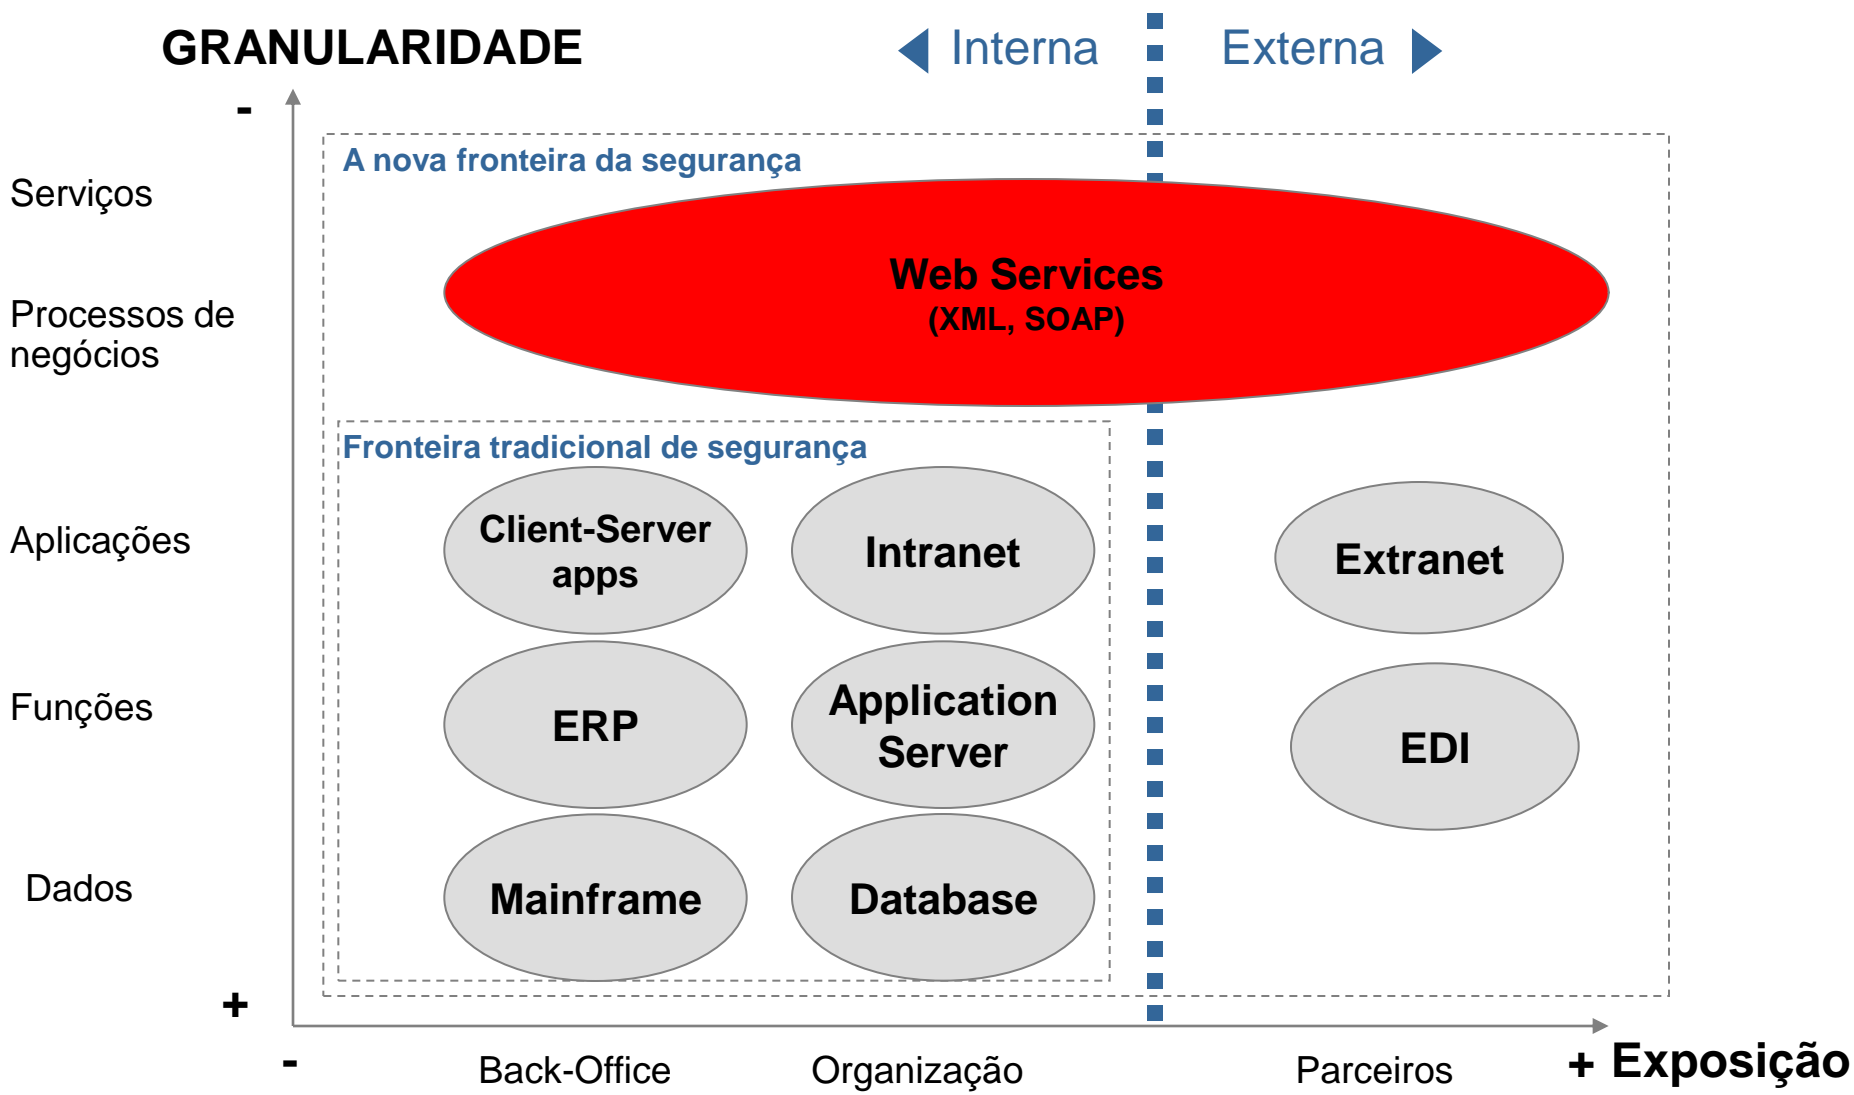 GRANULARIDADE
Interna
Externa
-
A nova fronteira da segurança
Serviços
Web Services
(XML, SOAP)
Processos de
negócios
Fronteira tradicional de segurança
Aplicações
Client-Server
apps
Intranet
Extranet
Funções
ERP
Application
Server
EDI
Dados
Mainframe
Database
+
-
Back-Office
Organização
Parceiros
+ Exposição